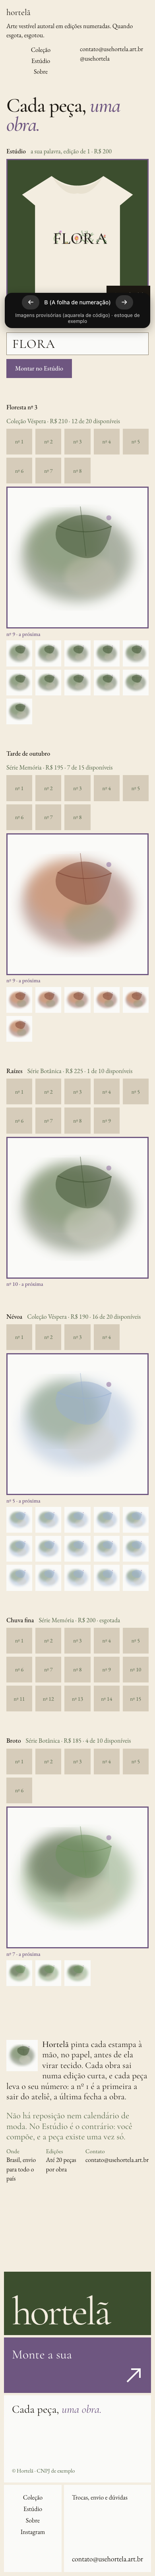 hortelã
Arte vestível autoral em edições numeradas. Quando
esgota, esgotou.
Coleção
Estúdio
Sobre
contato@usehortela.art.br
@usehortela
Cada peça, uma
obra.
Estúdio a sua palavra, edição de 1 · R$ 200
FLORA
B (A folha de numeração)
Imagens provisórias (aquarela de código) · estoque de
exemplo
FLORA
Montar no Estúdio
Floresta nº 3
Coleção Véspera · R$ 210 · 12 de 20 disponíveis
nº 1 nº 2 nº 3 nº 4 nº 5
nº 6 nº 7 nº 8
nº 9 · a próxima
Tarde de outubro
Série Memória · R$ 195 · 7 de 15 disponíveis
nº 1 nº 2 nº 3 nº 4 nº 5
nº 6 nº 7 nº 8
nº 9 · a próxima
Raízes Série Botânica · R$ 225 · 1 de 10 disponíveis
nº 1 nº 2 nº 3 nº 4 nº 5
nº 6 nº 7 nº 8 nº 9
nº 10 · a próxima
Névoa Coleção Véspera · R$ 190 · 16 de 20 disponíveis
nº 1 nº 2 nº 3 nº 4
nº 5 · a próxima
Chuva fina Série Memória · R$ 200 · esgotada
nº 1 nº 2 nº 3 nº 4 nº 5
nº 6 nº 7 nº 8 nº 9 nº 10
nº 11 nº 12 nº 13 nº 14 nº 15
Broto Série Botânica · R$ 185 · 4 de 10 disponíveis
nº 1 nº 2 nº 3 nº 4 nº 5
nº 6
nº 7 · a próxima
Hortelã pinta cada estampa à
mão, no papel, antes de ela
virar tecido. Cada obra sai
numa edição curta, e cada peça
leva o seu número: a nº 1 é a primeira a
sair do ateliê, a última fecha a obra.
Não há reposição nem calendário de
moda. No Estúdio é o contrário: você
compõe, e a peça existe uma vez só.
Onde
Brasil, envio
para todo o
país
Edições
Até 20 peças
por obra
Contato
contato@usehortela.art.br
hortelã
Monte a sua
Cada peça, uma obra.
© Hortelã · CNPJ de exemplo
Coleção
Estúdio
Sobre
Instagram
Trocas, envio e dúvidas
contato@usehortela.art.br